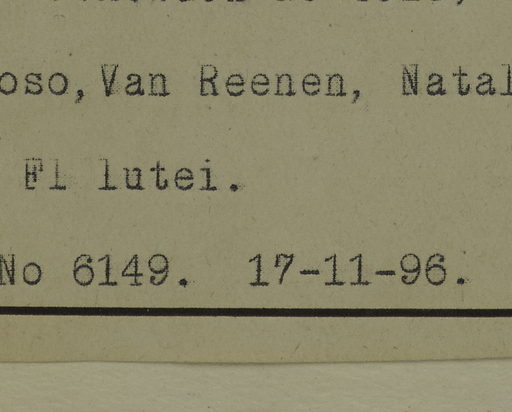 oso, Van Reenen, Natal
Fl lutei.
No 6149. 17-11-96.